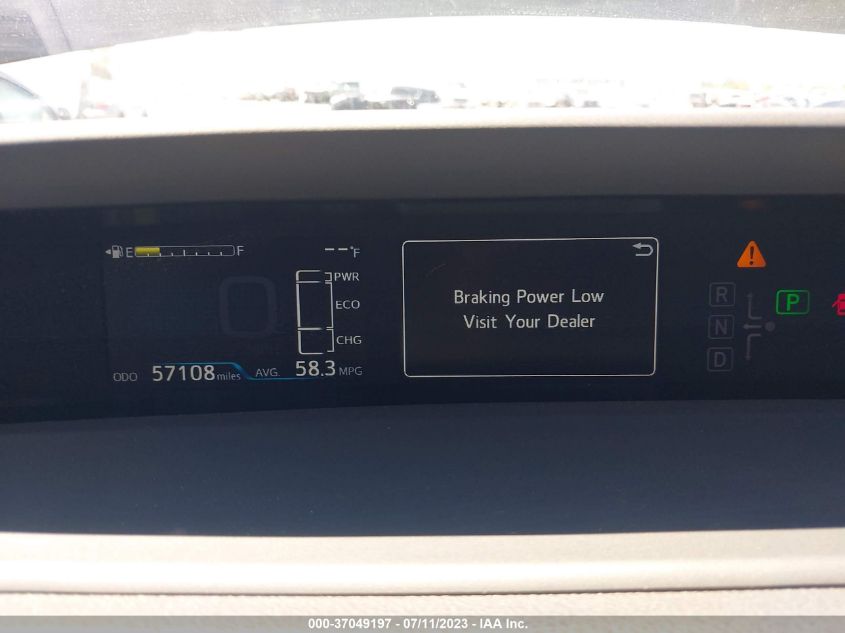 E F
--°F
PWR
ECO
CHG
0
ODO 57108 miles AVG. 58.3 MPG
Braking Power Low
Visit Your Dealer
R
N
D
P
000-37049197 - 07/11/2023 - IAA Inc.